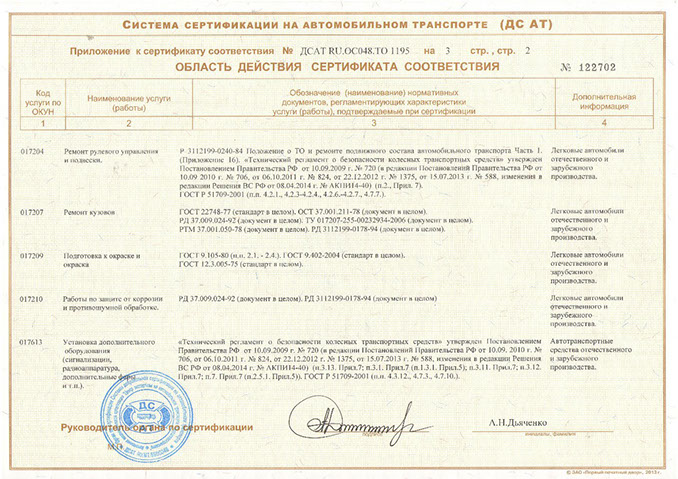 Система сертификации на автомобильном транспорте (ДС АТ)
Приложение к сертификату соответствия № ДСАТ RU.ОС048.ТО 1195 на 3 стр., стр. 2
ОБЛАСТЬ ДЕЙСТВИЯ СЕРТИФИКАТА СООТВЕТСТВИЯ
№ 122702
Код
услуги по
ОКУН
Наименование услуги
(работы)
Обозначение (наименование) нормативных
документов, регламентирующих характеристики
услуги (работы), подтверждаемые при сертификации
Дополнительная
информация
1 2 3 4
017204
Ремонт рулевого управления
и подвески.
Р 3112199-0240-84 Положение о ТО и ремонте подвижного состава автомобильного транспорта Часть 1.
(Приложение 16), «Технический регламент о безопасности колесных транспортных средств» утвержден
Постановлением Правительства РФ от 10.09.2009 г. № 720 (в редакции Постановлений Правительства РФ от
10.09 2010 г. № 706, от 06.10.2011 г. № 824, от 22.12.2012 г. № 1375, от 15.07.2013 г. № 588, изменения в
редакции Решения ВС РФ от 08.04.2014 г. № АКПИ14-40) (п.2., Прил. 7).
ГОСТ Р 51709-2001 (п.п. 4.2.1., 4.2.3-4.2.4., 4.2.6.-4.2.7., 4.7.7.).
Легковые автомобили
отечественного и
зарубежного
производства.
017207
Ремонт кузовов
ГОСТ 22748-77 (стандарт в целом). ОСТ 37.001.211-78 (документ в целом).
РД 37.009.024-92 (документ в целом). ТУ 017207-255-00232934-2006 (документ в целом).
РТМ 37.001.050-78 (документ в целом). РД 3112199-0194-94 (документ в целом)
Легковые автомобили
отечественного и
зарубежного
производства.
017209
Подготовка к окраске и
окраска
ГОСТ 9.105-80 (н.п. 2.1. - 2.4.). ГОСТ 9.402-2004 (стандарт в целом).
ГОСТ 12.3.005-75 (стандарт в целом).
Легковые автомобили
отечественного и
зарубежного
производства.
017210
Работы по защите от коррозии
и противошумной обработке.
РД 37.009.024-92 (документ в целом). РД 3112199-0178-94 (документ в целом)
Легковые автомобили
отечественного и
зарубежного
производства.
017613
Установка дополнительного
оборудования
(сигнализации,
радиоаппаратура,
дополнительные фары
и т.п.).
«Технический регламент о безопасности колесных транспортных средств» утвержден Постановлением
Правительства РФ от 10.09.2009 г. № 720 (в редакции Постановлений Правительства РФ от 10.09. 2010 г. №
706, от 06.10.2011 г. № 824, от 22.12.2012 г. № 1375, от 15.07.2013 г. № 588, изменения в редакции Решения
ВС РФ от 08.04.2014 г. № АКПИ14-40) (п.3.13. Прил.7; п.3.1. Прил.7 (п.1.3.1. Прил.5); п.3.11. Прил.7; п.3.12.
Прил.7; п.7. Прил.7 (п.2.5.1. Прил.5)). ГОСТ Р 51709-2001 (п.п. 4.3.12., 4.7.3., 4.7.10.).
Автотранспортные
средства отечественного
и зарубежного
производства.
ДС
Руководитель органа по сертификации
А.Н.Дьяченко
подпись
инициалы, фамилия
М.П.
© ЗАО «Первый печатный двор», 2013 г.